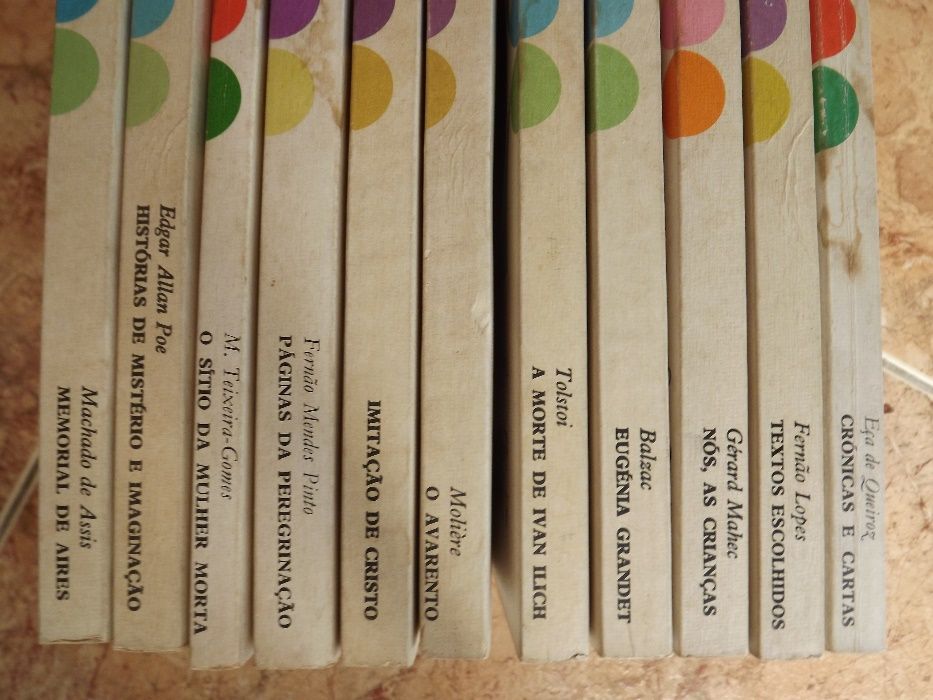 Machado de Assis
MEMORIAL DE AIRES
Edgar Allan Poe
HISTÓRIAS DE MISTÉRIO E IMAGINAÇÃO
M. Teixeira-Gomes
O SÍTIO DA MULHER MORTA
Fernão Mendes Pinto
PÁGINAS DA PEREGRINAÇÃO
IMITAÇÃO DE CRISTO
Molière
O AVARENTO
Tolstoi
A MORTE DE IVAN ILICH
Balzac
EUGÉNIA GRANDET
Gérard Mahec
NÓS, AS CRIANÇAS
Fernão Lopes
TEXTOS ESCOLHIDOS
Eça de Queiroz
CRÓNICAS E CARTAS